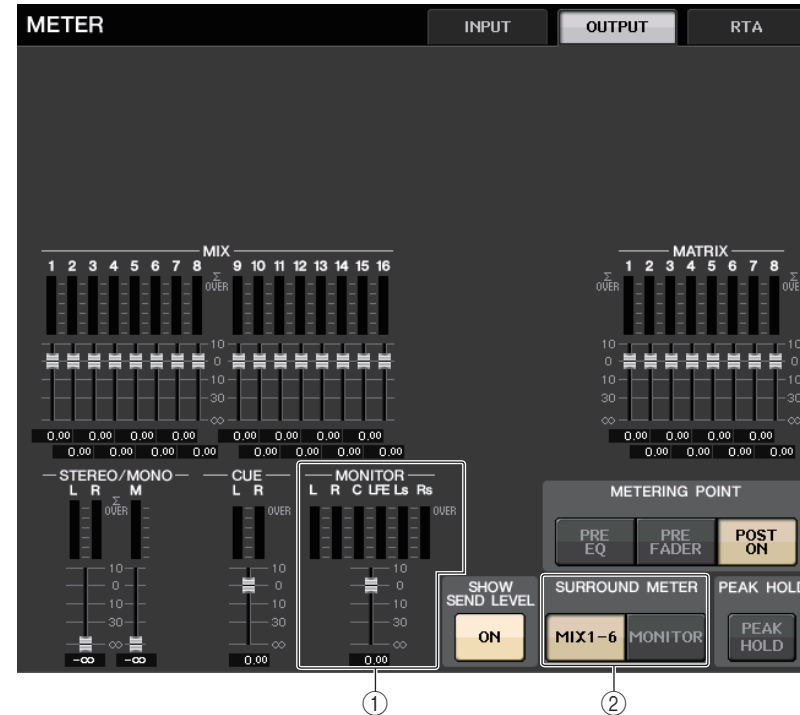 METER INPUT OUTPUT RTA
MIX MATRIX
1 2 3 4 5 6 7 8 9 10 11 12 13 14 15 16 1 2 3 4 5 6 7 8
Σ Σ Σ
OVER OVER OVE
10 10 10
0 0 0
10 10 10
30 30 30
∞ ∞ ∞
0.00 0.00 0.00 0.00 0.00 0.00 0.00 0.00 0.00 0.00 0.00 0.00
0.00 0.00 0.00 0.00 0.00 0.00 0.00 0.00 0.00 0.00 0.00 0.00
STEREO/MONO CUE MONITOR
L R M L R L R C LFE Ls Rs
Σ
OVER OVER OVER
10 10 10
0 0 0
10 10 10
30 30 30
∞ ∞ ∞
-∞ -∞ 0.00 0.00
METERING POINT
PRE EQ PRE FADER POST ON
SHOW SEND LEVEL SURROUND METER PEAK HOLD
ON MIX1-6 MONITOR PEAK HOLD
① ②